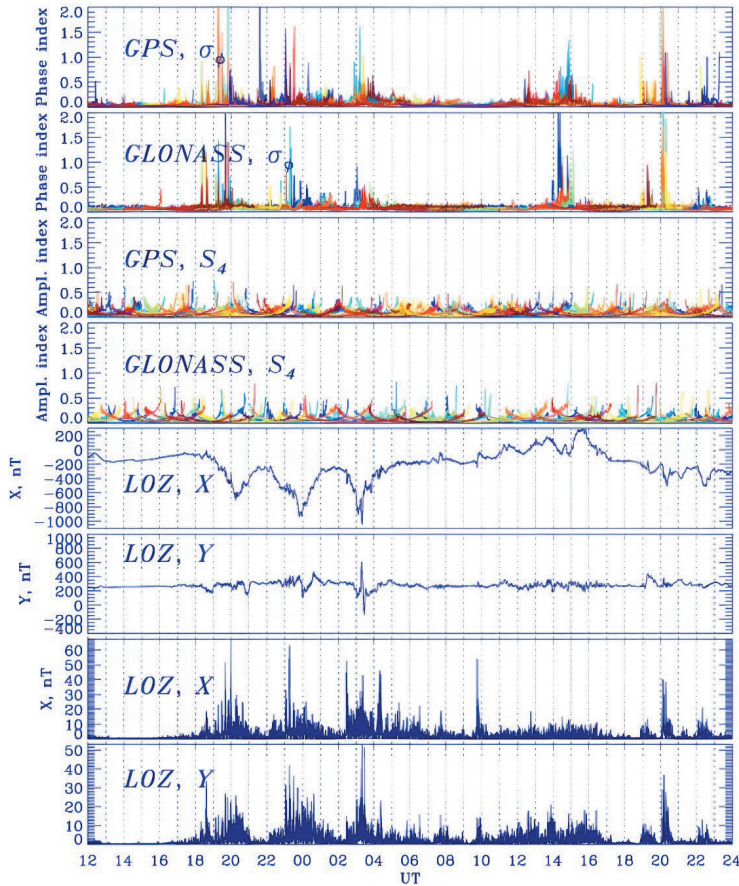 Phase index
2.0
1.5
1.0
0.5
0.0
GPS, σϕ
Phase index
2.0
1.5
1.0
0.5
0.0
GLONASS, σϕ
Ampl. index
2.0
1.5
1.0
0.5
0.0
GPS, S4
Ampl. index
2.0
1.5
1.0
0.5
0.0
GLONASS, S4
X, nT
200
0
-200
-400
-600
-800
-1000
LOZ, X
Y, nT
1000
800
600
400
200
0
-200
-400
LOZ, Y
X, nT
60
50
40
30
20
10
0
LOZ, X
50
40
30
20
10
0
LOZ, Y
12 14 16 18 20 22 00 02 04 06 08 10 12 14 16 18 20 22 24
UT